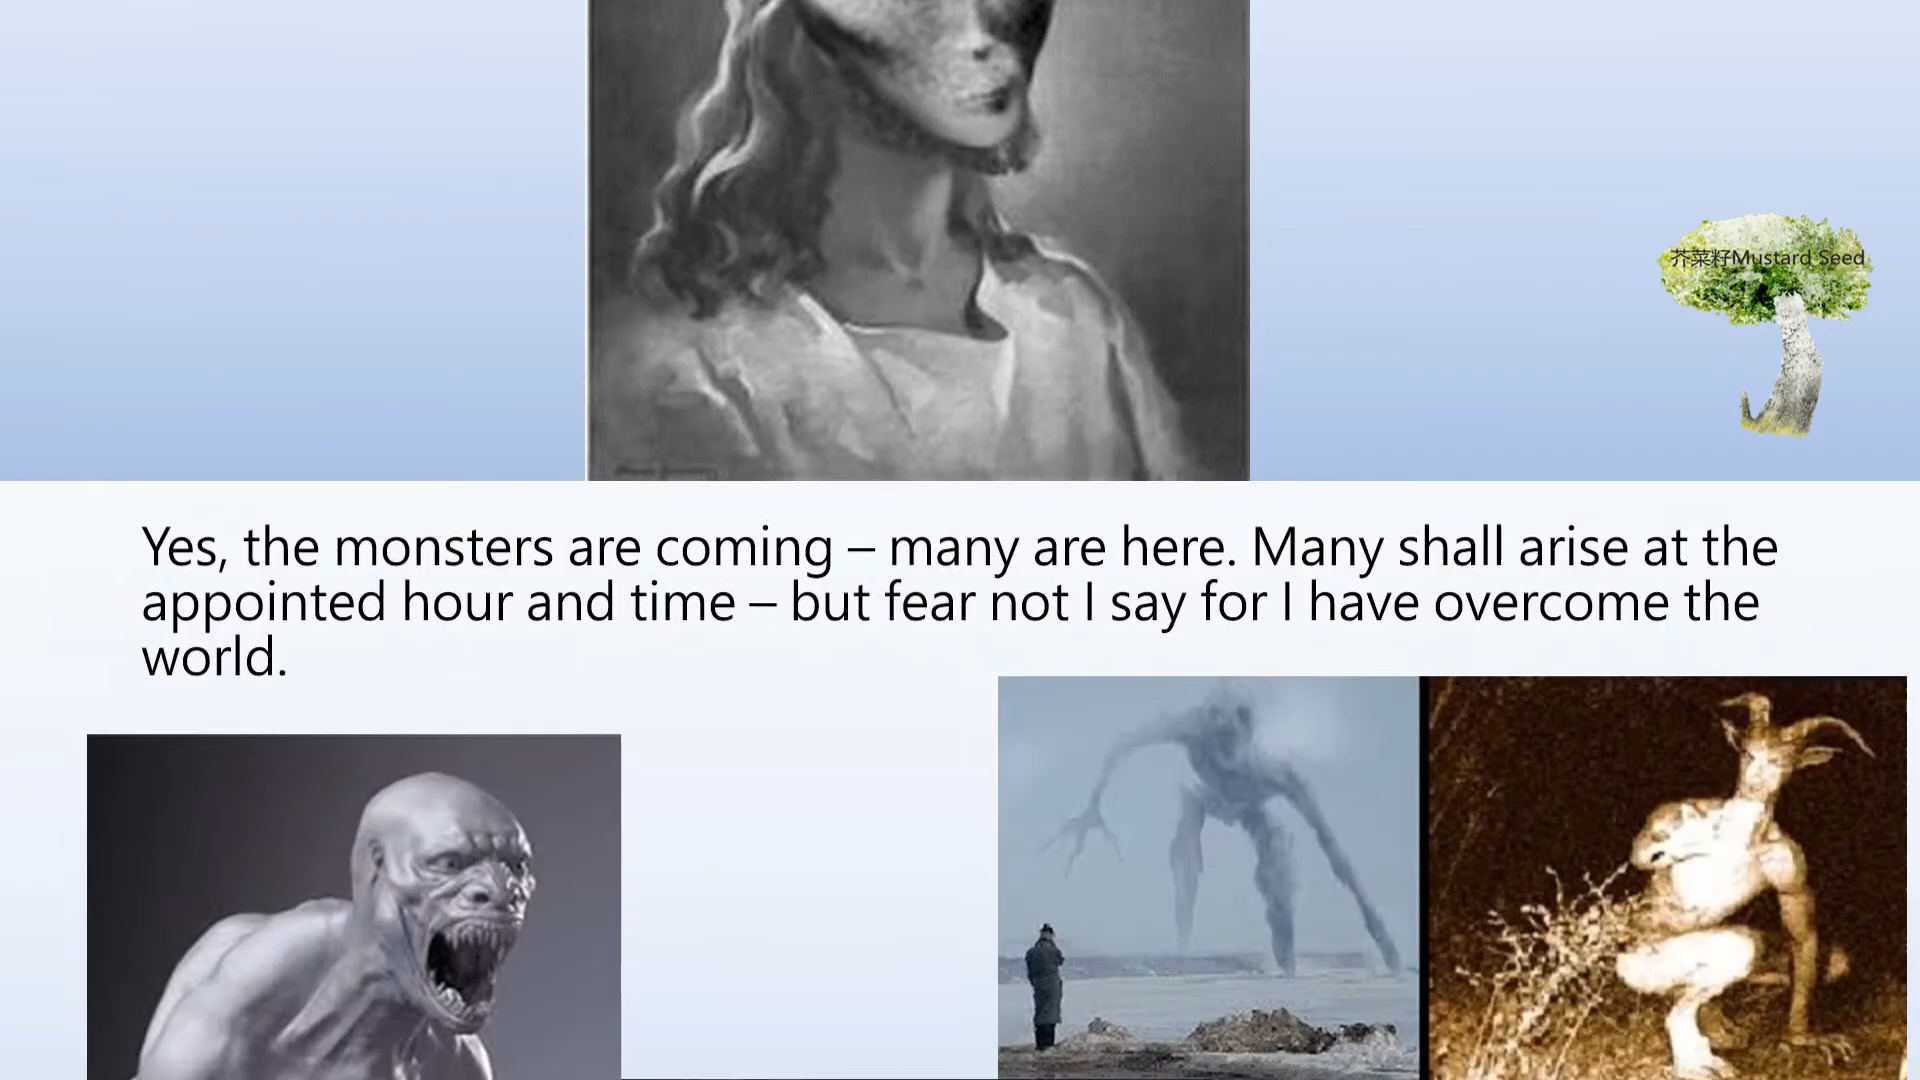 芥菜籽Mustard Seed
Yes, the monsters are coming – many are here. Many shall arise at the
appointed hour and time – but fear not I say for I have overcome the
world.